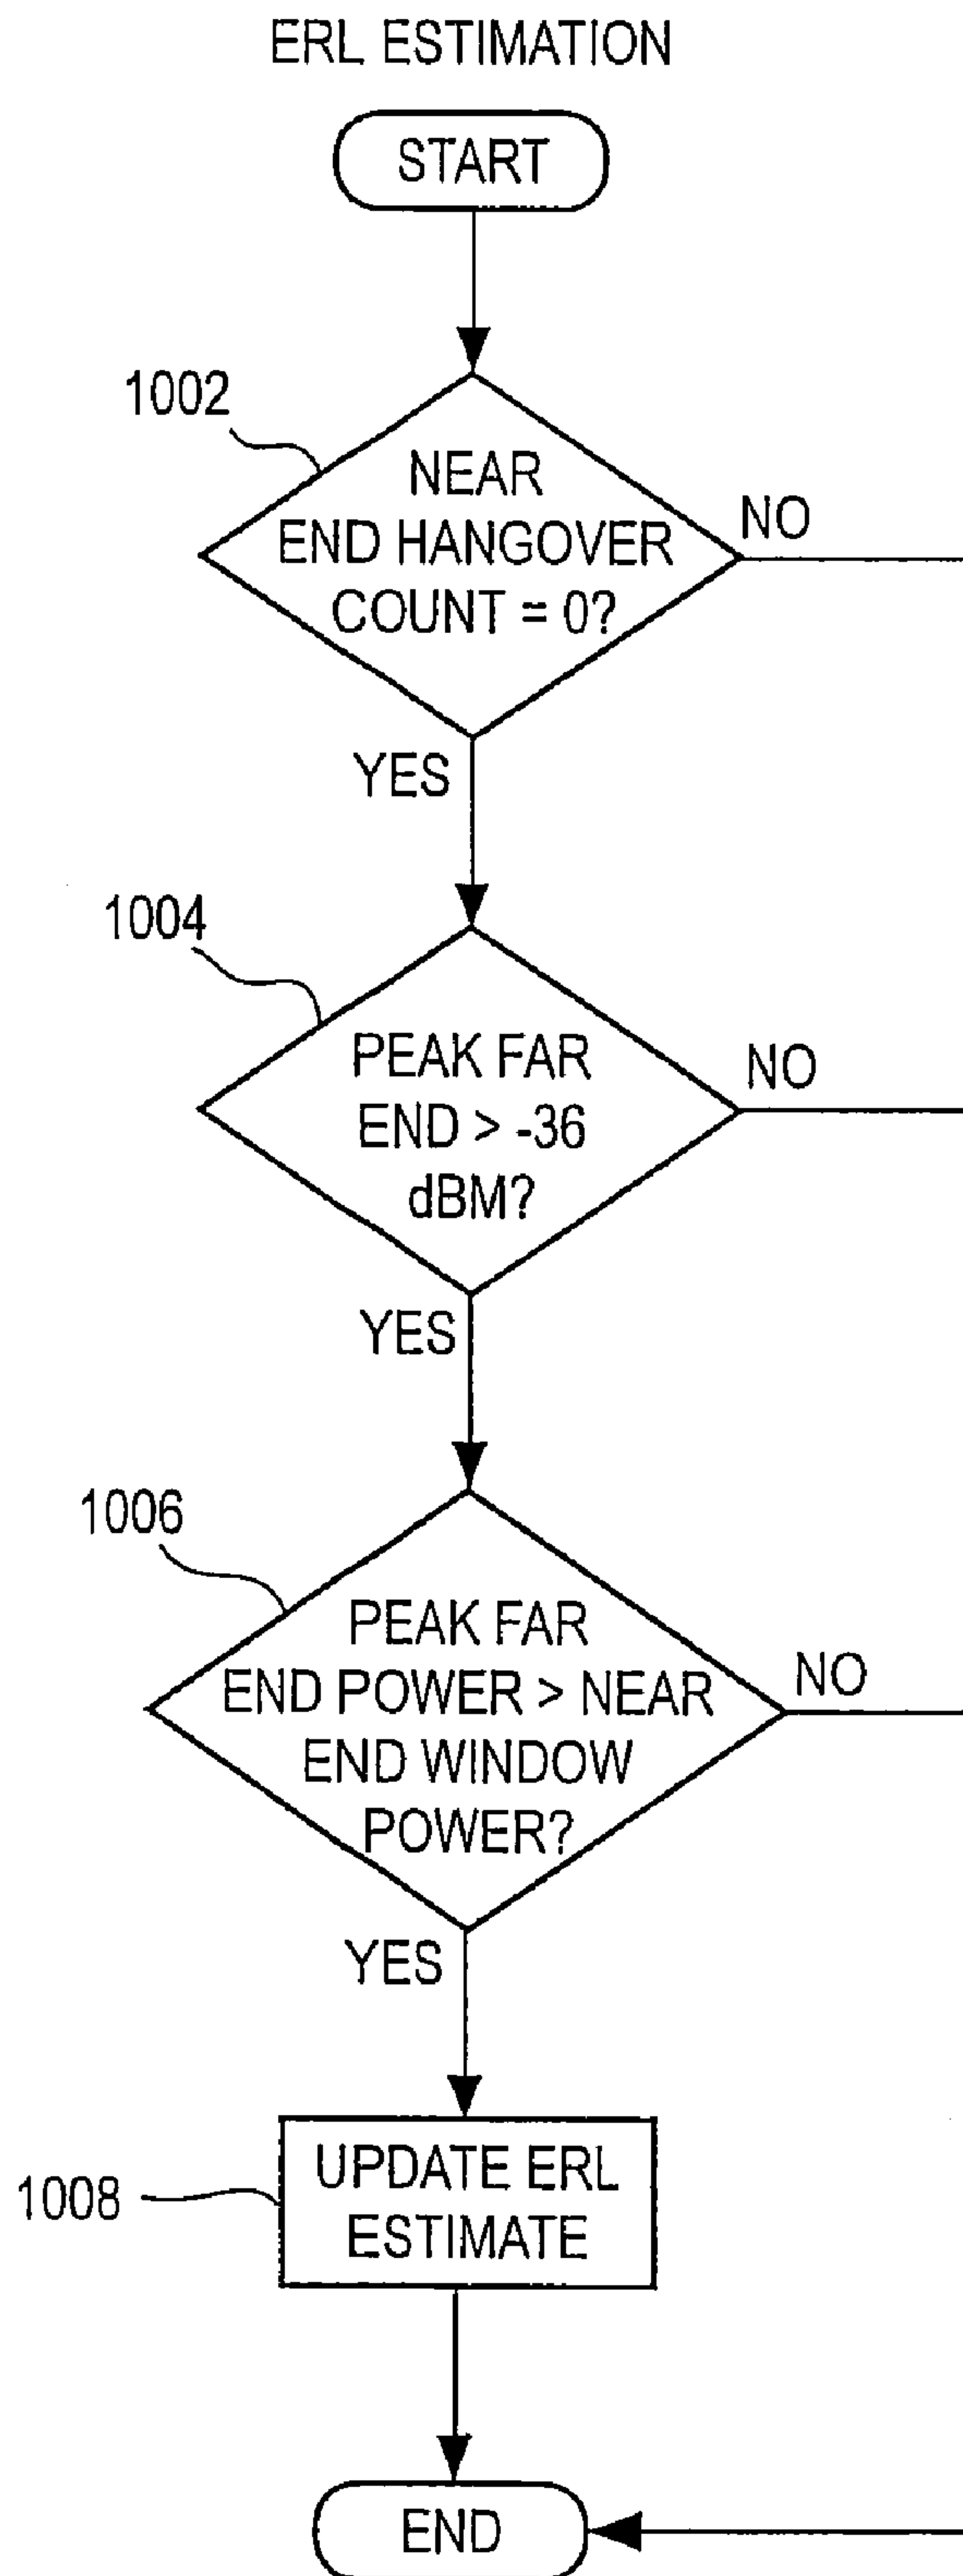 ERL ESTIMATION
START
1002
NEAR
END HANGOVER
COUNT = 0?
NO
YES
1004
PEAK FAR
END > -36
dBM?
NO
YES
1006
PEAK FAR
END POWER > NEAR
END WINDOW
POWER?
NO
YES
1008
UPDATE ERL
ESTIMATE
END